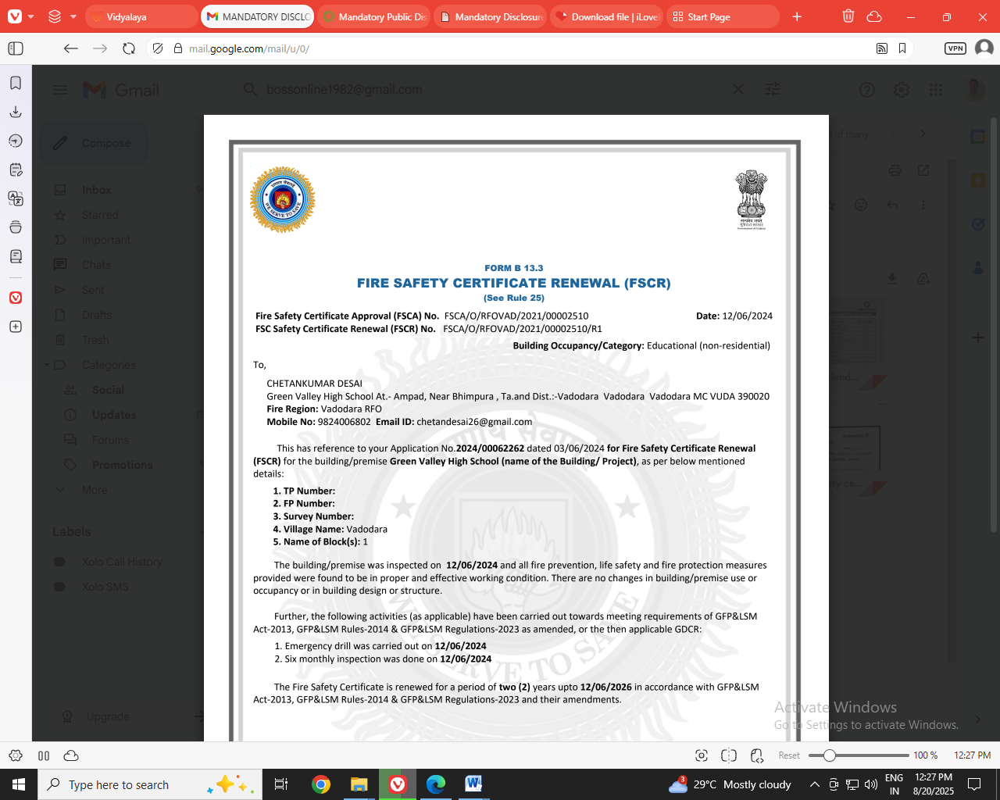 Vidyalaya
MANDATORY DISCLO
Mandatory Public Dis
Mandatory Disclosure
Download file | iLovel
Start Page
mail.google.com/mail/u/0/
VPN
Gmail
bossonline1982@gmail.com
Compose
of many
Inbox
Starred
Important
Chats
Sent
Drafts
Trash
Categories
Social
Updates
Forums
Promotions
More
Labels
Xolo Call History
Xolo SMS
Upgrade
WE SERVE TO SAVE
FORM B 13.3
FIRE SAFETY CERTIFICATE RENEWAL (FSCR)
(See Rule 25)
Fire Safety Certificate Approval (FSCA) No. FSCA/O/RFOVAD/2021/00002510 Date: 12/06/2024
FSC Safety Certificate Renewal (FSCR) No. FSCA/O/RFOVAD/2021/00002510/R1
Building Occupancy/Category: Educational (non-residential)
To,
CHETANKUMAR DESAI
Green Valley High School At.- Ampad, Near Bhimpura , Ta.and Dist.:-Vadodara Vadodara Vadodara MC VUDA 390020
Fire Region: Vadodara RFO
Mobile No: 9824006802 Email ID: chetandesai26@gmail.com
This has reference to your Application No.2024/00062262 dated 03/06/2024 for Fire Safety Certificate Renewal
(FSCR) for the building/premise Green Valley High School (name of the Building/ Project), as per below mentioned
details:
1. TP Number:
2. FP Number:
3. Survey Number:
4. Village Name: Vadodara
5. Name of Block(s): 1
The building/premise was inspected on 12/06/2024 and all fire prevention, life safety and fire protection measures
provided were found to be in proper and effective working condition. There are no changes in building/premise use or
occupancy or in building design or structure.
Further, the following activities (as applicable) have been carried out towards meeting requirements of GFP&LSM
Act-2013, GFP&LSM Rules-2014 & GFP&LSM Regulations-2023 as amended, or the then applicable GDCR:
1. Emergency drill was carried out on 12/06/2024
2. Six monthly inspection was done on 12/06/2024
The Fire Safety Certificate is renewed for a period of two (2) years upto 12/06/2026 in accordance with GFP&LSM
Act-2013, GFP&LSM Rules-2014 & GFP&LSM Regulations-2023 and their amendments.
WE SERVE TO SAVE
Activate Windows
Go to Settings to activate Windows.
Reset
100 %
12:27 PM
Type here to search
3
29°C Mostly cloudy
ENG
IN
12:27 PM
8/20/2025